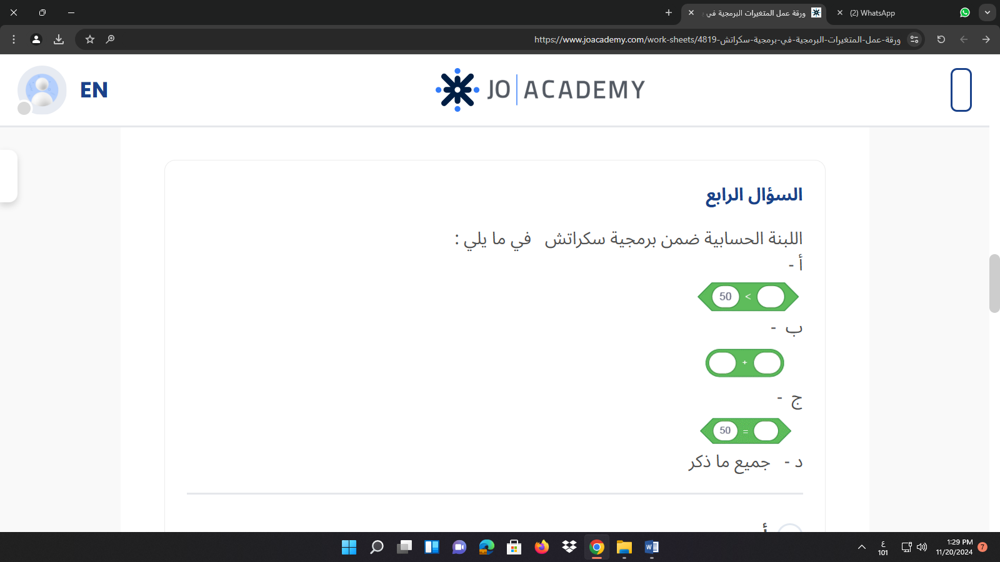 ورقة عمل المتغيرات البرمجية في
(2) WhatsApp
https://www.joacademy.com/work-sheets/4819-ورقة-عمل-المتغيرات-البرمجية-في-برمجية-سكراتش
EN
JO ACADEMY
السؤال الرابع
اللبنة الحسابية ضمن برمجية سكراتش في ما يلي :
أ -
50 <
ب -
+
ج -
50 =
د - جميع ما ذكر
أ
ع
101
1:29 PM
11/20/2024
7